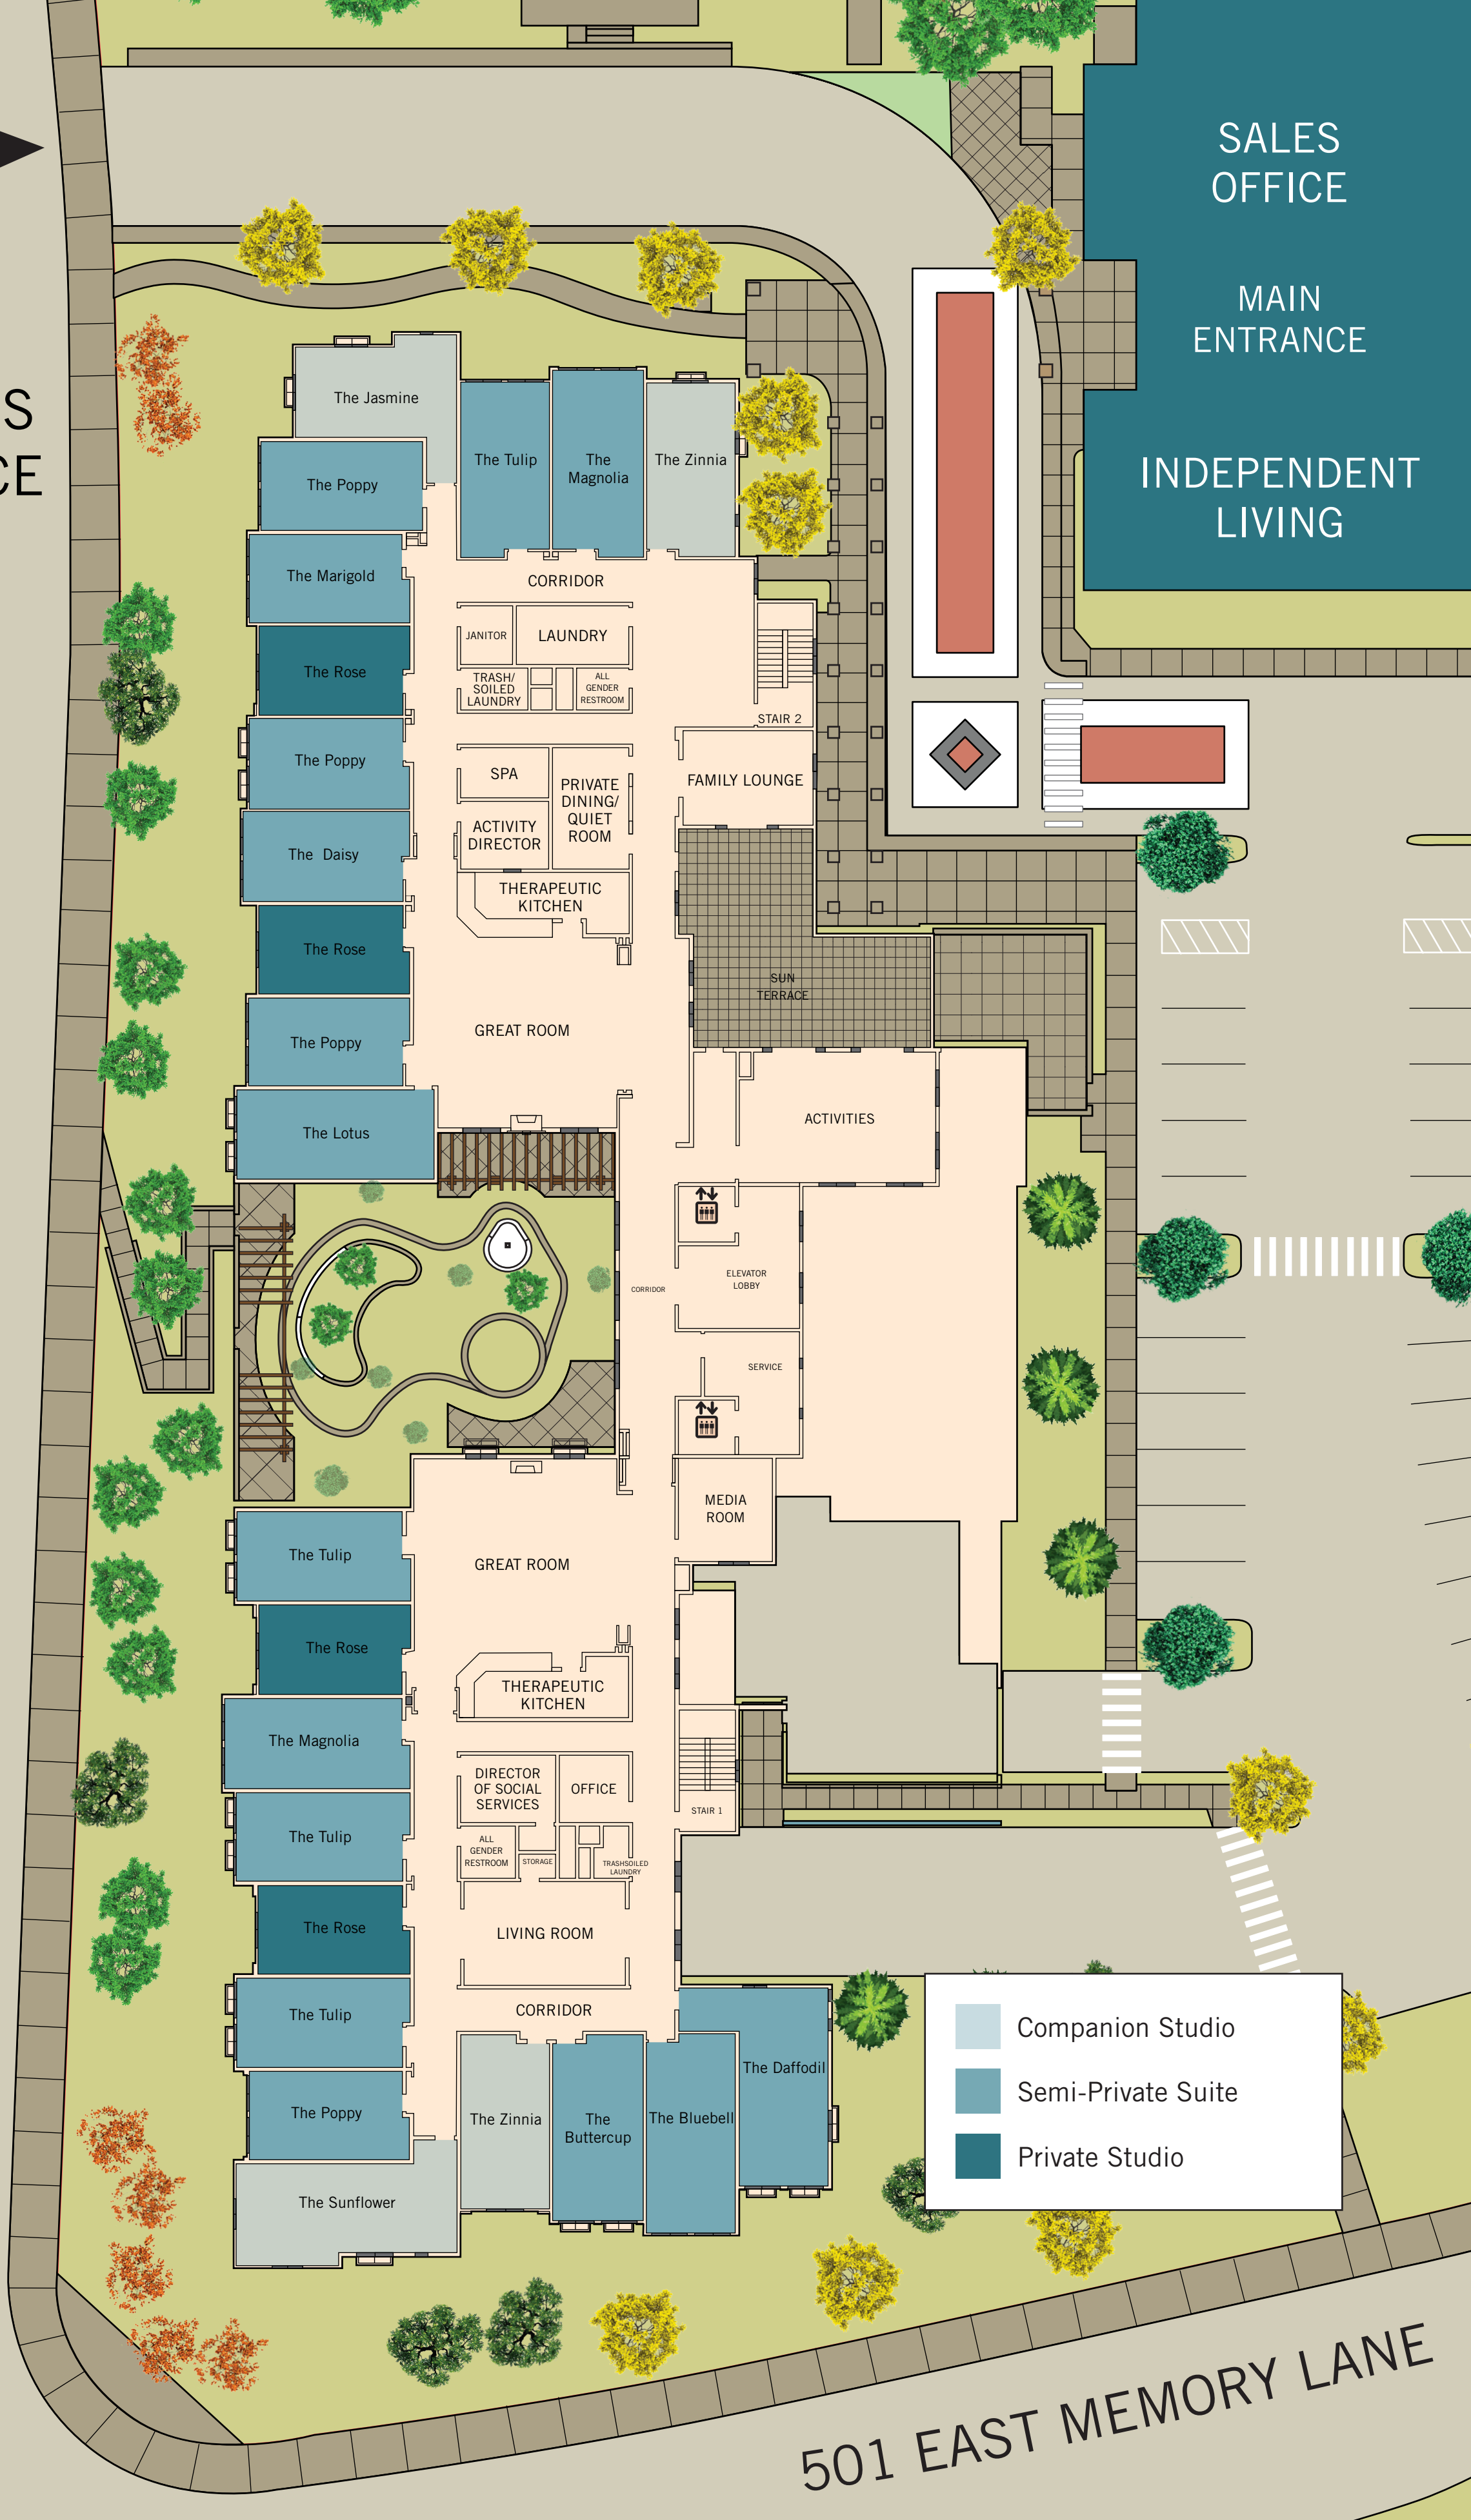 SALES
OFFICE
MAIN
ENTRANCE
INDEPENDENT
LIVING
S
CE
The Jasmine
The Tulip
The
Magnolia
The Zinnia
The Poppy
The Marigold
CORRIDOR
JANITOR
LAUNDRY
The Rose
TRASH/
SOILED
LAUNDRY
ALL
GENDER
RESTROOM
STAIR 2
The Poppy
SPA
PRIVATE
DINING/
QUIET
ROOM
FAMILY LOUNGE
ACTIVITY
DIRECTOR
The Daisy
THERAPEUTIC
KITCHEN
The Rose
SUN
TERRACE
GREAT ROOM
The Poppy
The Lotus
ACTIVITIES
CORRIDOR
ELEVATOR
LOBBY
SERVICE
MEDIA
ROOM
GREAT ROOM
The Tulip
The Rose
THERAPEUTIC
KITCHEN
The Magnolia
DIRECTOR
OF SOCIAL
SERVICES
OFFICE
STAIR 1
The Tulip
ALL
GENDER
RESTROOM
STORAGE
TRASHSOILED
LAUNDRY
The Rose
LIVING ROOM
The Tulip
CORRIDOR
The Poppy
The Zinnia
The
Buttercup
The Bluebell
The Daffodil
The Sunflower
Companion Studio
Semi-Private Suite
Private Studio
501 EAST MEMORY LANE